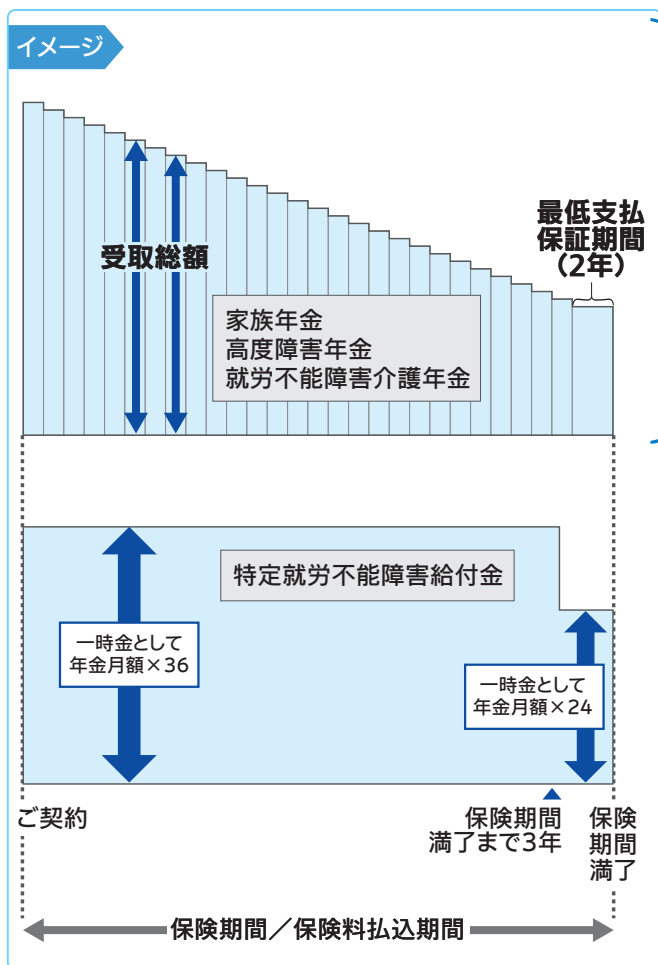 イメージ
受取総額
最低支払
保証期間
（2年）
家族年金
高度障害年金
就労不能障害介護年金
特定就労不能障害給付金
一時金として
年金月額×36
一時金として
年金月額×24
ご契約
保険期間
満了まで3年
保険
期間
満了
保険期間／保険料払込期間